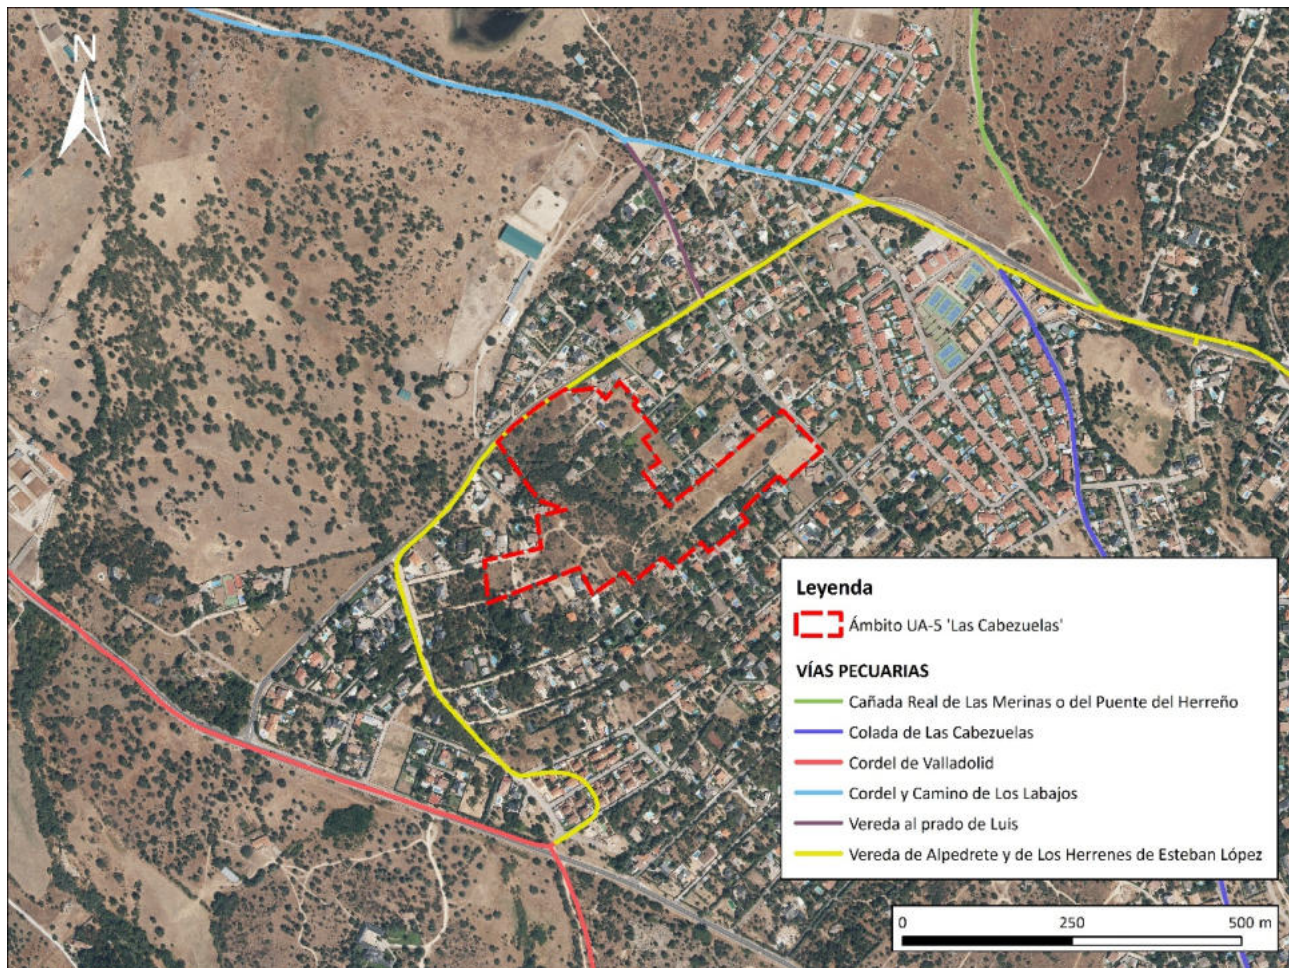 N
Leyenda
Ámbito UA-5 'Las Cabezuelas'
VÍAS PECUARIAS
Cañada Real de Las Merinas o del Puente del Herreño
Colada de Las Cabezuelas
Cordel de Valladolid
Cordel y Camino de Los Labajos
Vereda al prado de Luis
Vereda de Alpedrete y de Los Herrenes de Esteban López
0 250 500 m